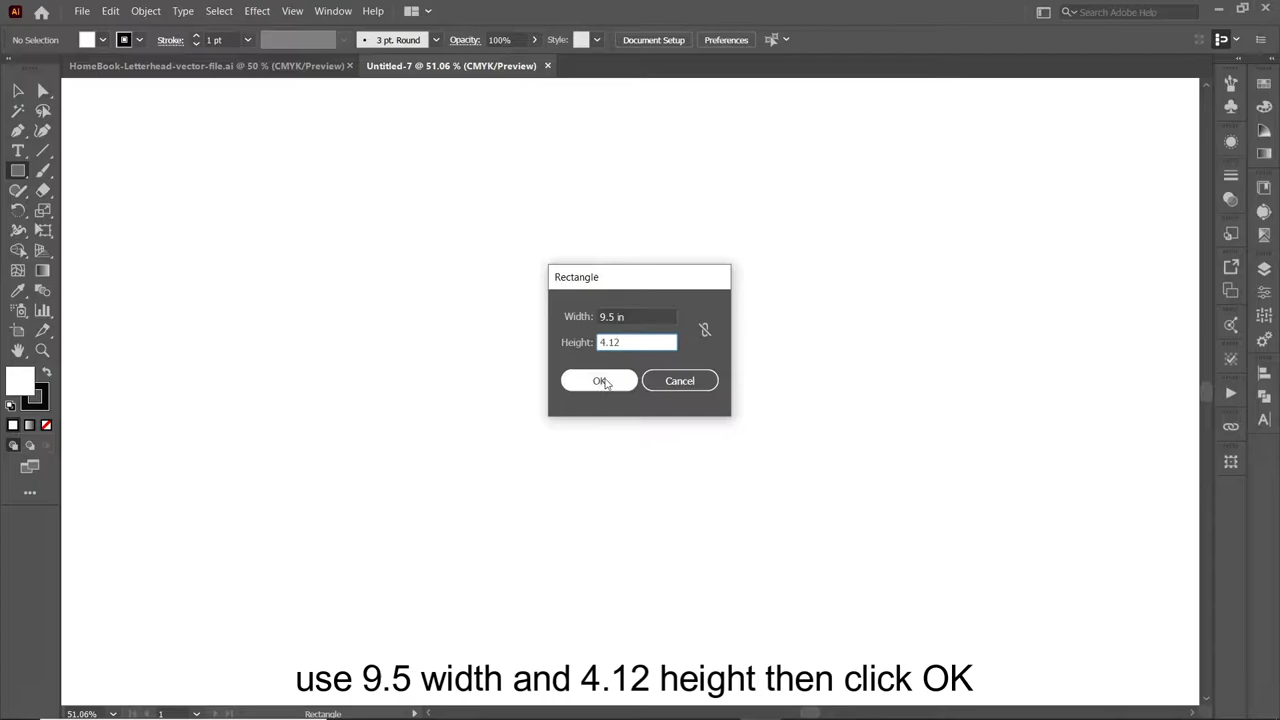 Ai File Edit Object Type Select Effect View Window Help Search Adobe Help
No Selection Stroke: 1 pt 3 pt. Round Opacity: 100% Style: Document Setup Preferences
HomeBook-Letterhead-vector-file.ai @ 50 % (CMYK/Preview) × Untitled-7 @ 51.06 % (CMYK/Preview) ×
Rectangle
Width: 9.5 in
Height: 4.12
OK Cancel
use 9.5 width and 4.12 height then click OK
51.06% 1 Rectangle